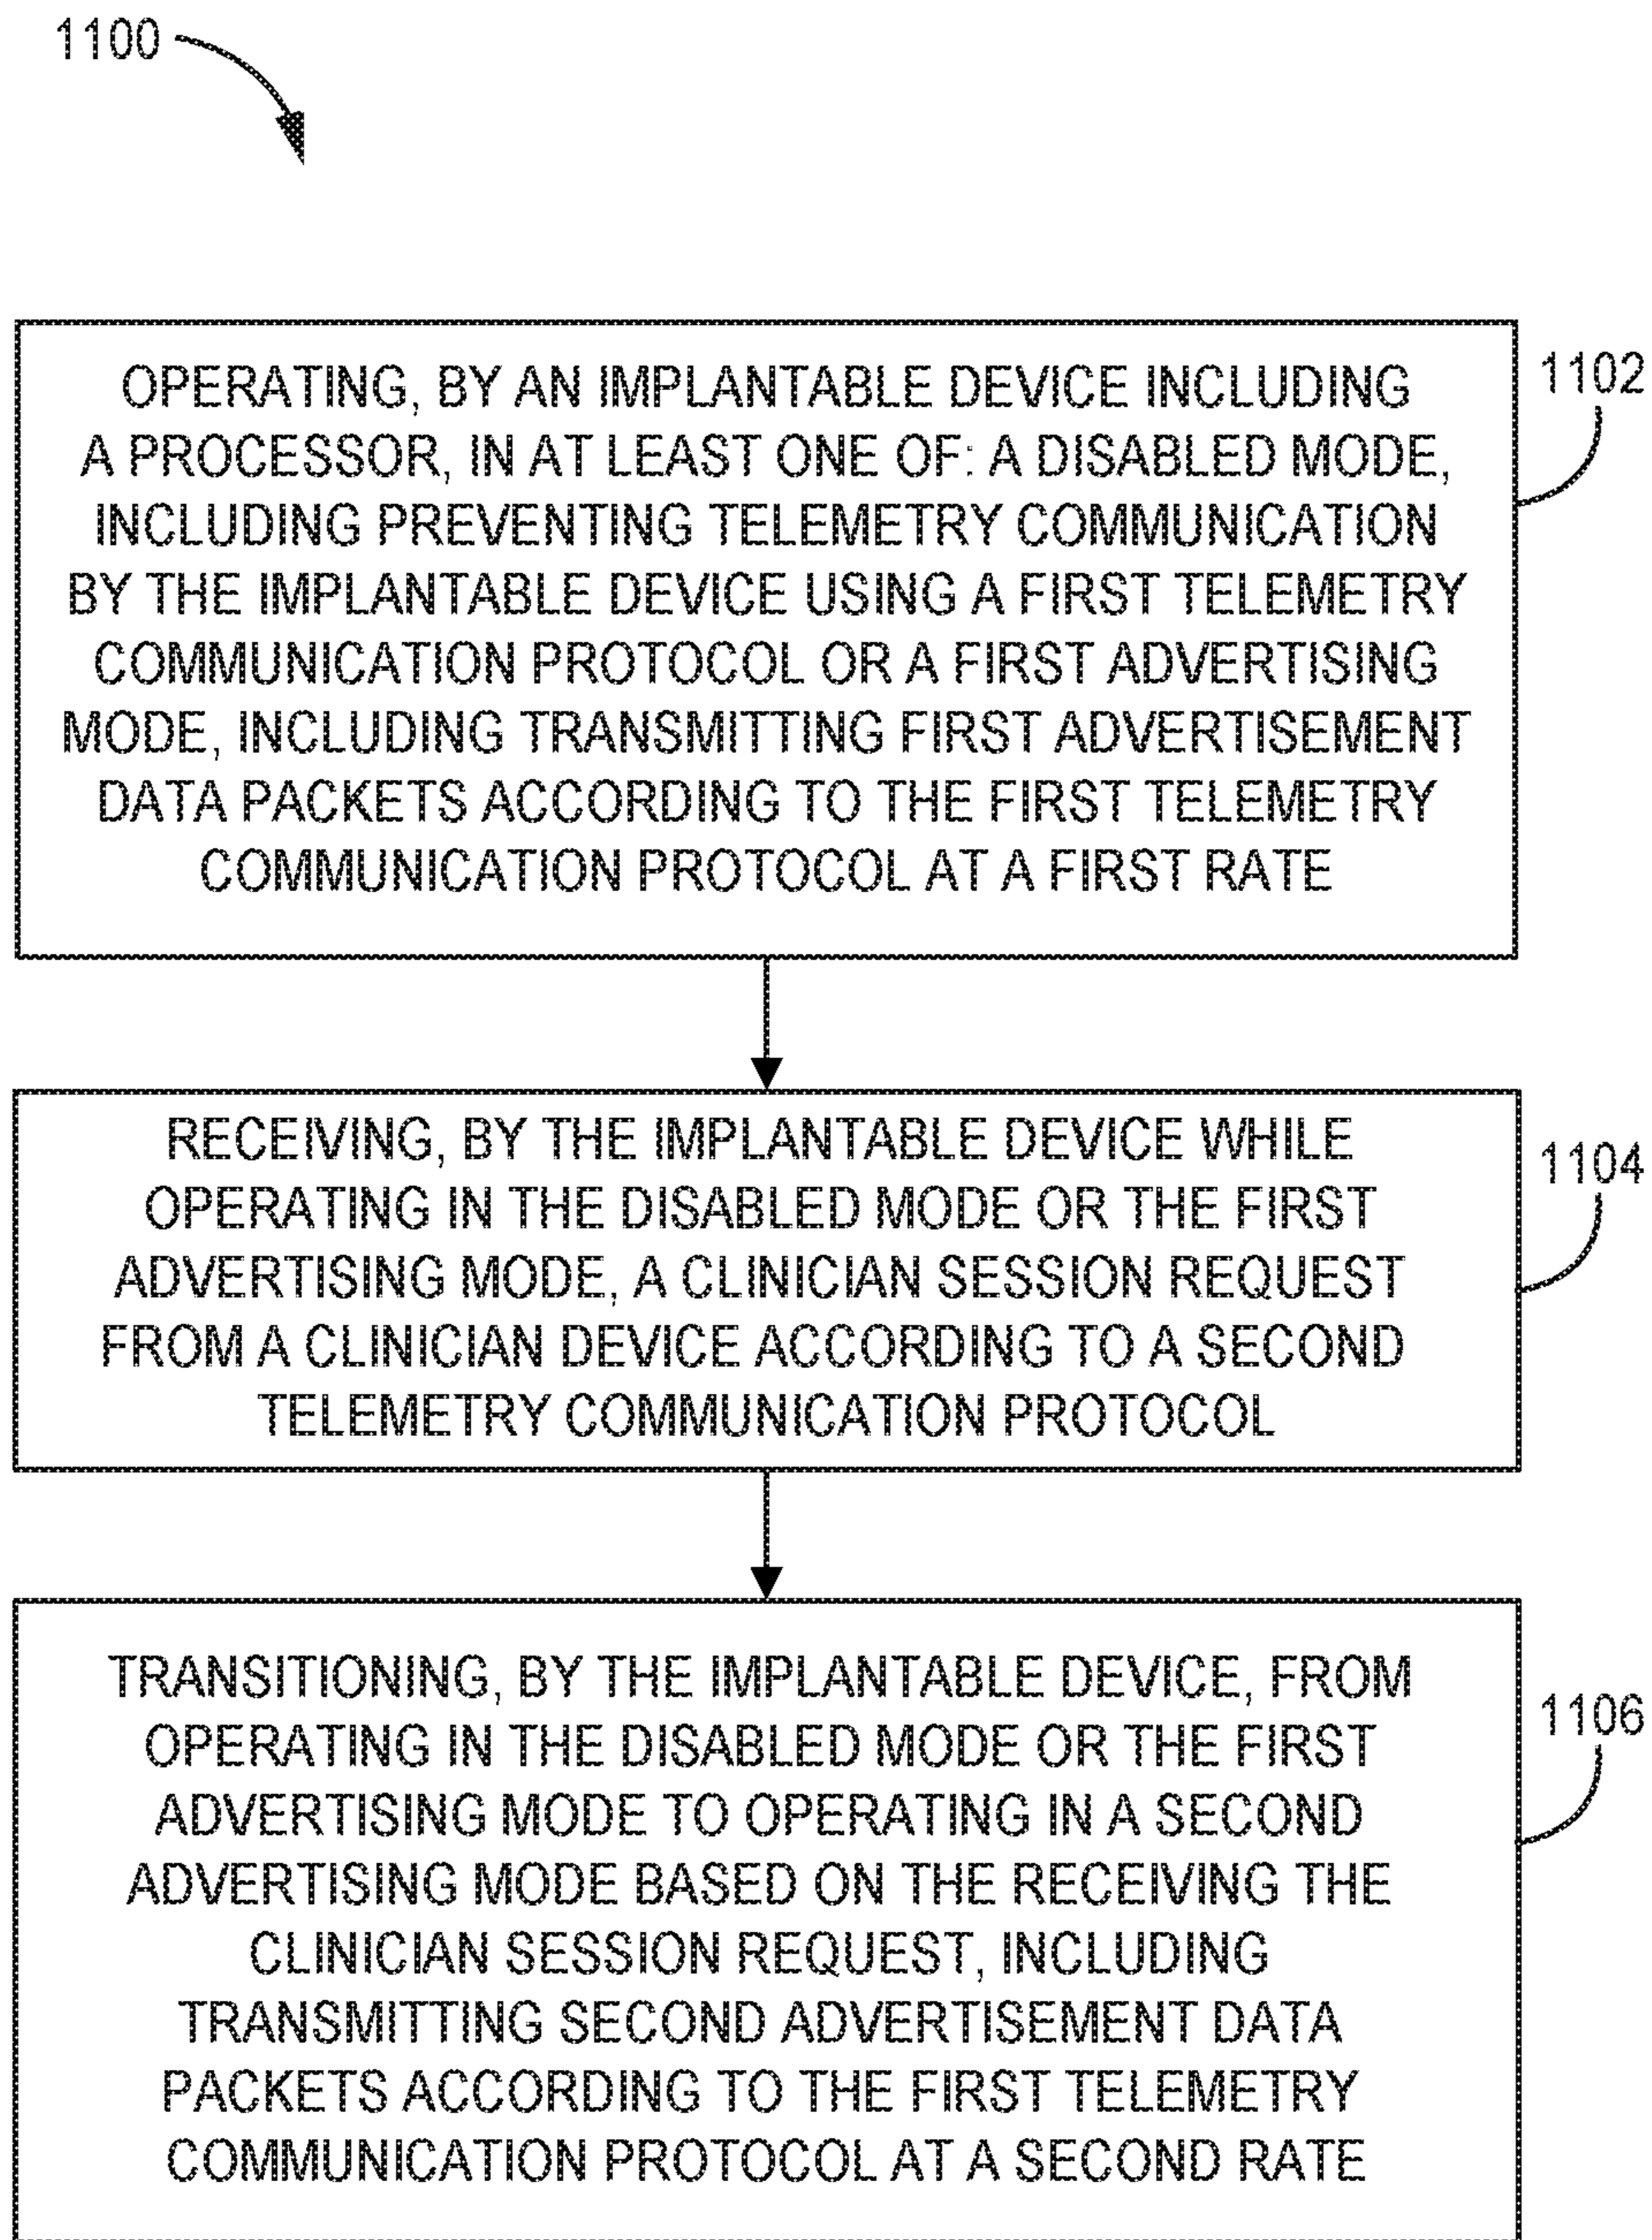 1100
OPERATING, BY AN IMPLANTABLE DEVICE INCLUDING
A PROCESSOR, IN AT LEAST ONE OF: A DISABLED MODE,
INCLUDING PREVENTING TELEMETRY COMMUNICATION
BY THE IMPLANTABLE DEVICE USING A FIRST TELEMETRY
COMMUNICATION PROTOCOL OR A FIRST ADVERTISING
MODE, INCLUDING TRANSMITTING FIRST ADVERTISEMENT
DATA PACKETS ACCORDING TO THE FIRST TELEMETRY
COMMUNICATION PROTOCOL AT A FIRST RATE
1102
RECEIVING, BY THE IMPLANTABLE DEVICE WHILE
OPERATING IN THE DISABLED MODE OR THE FIRST
ADVERTISING MODE, A CLINICIAN SESSION REQUEST
FROM A CLINICIAN DEVICE ACCORDING TO A SECOND
TELEMETRY COMMUNICATION PROTOCOL
1104
TRANSITIONING, BY THE IMPLANTABLE DEVICE, FROM
OPERATING IN THE DISABLED MODE OR THE FIRST
ADVERTISING MODE TO OPERATING IN A SECOND
ADVERTISING MODE BASED ON THE RECEIVING THE
CLINICIAN SESSION REQUEST, INCLUDING
TRANSMITTING SECOND ADVERTISEMENT DATA
PACKETS ACCORDING TO THE FIRST TELEMETRY
COMMUNICATION PROTOCOL AT A SECOND RATE
1106